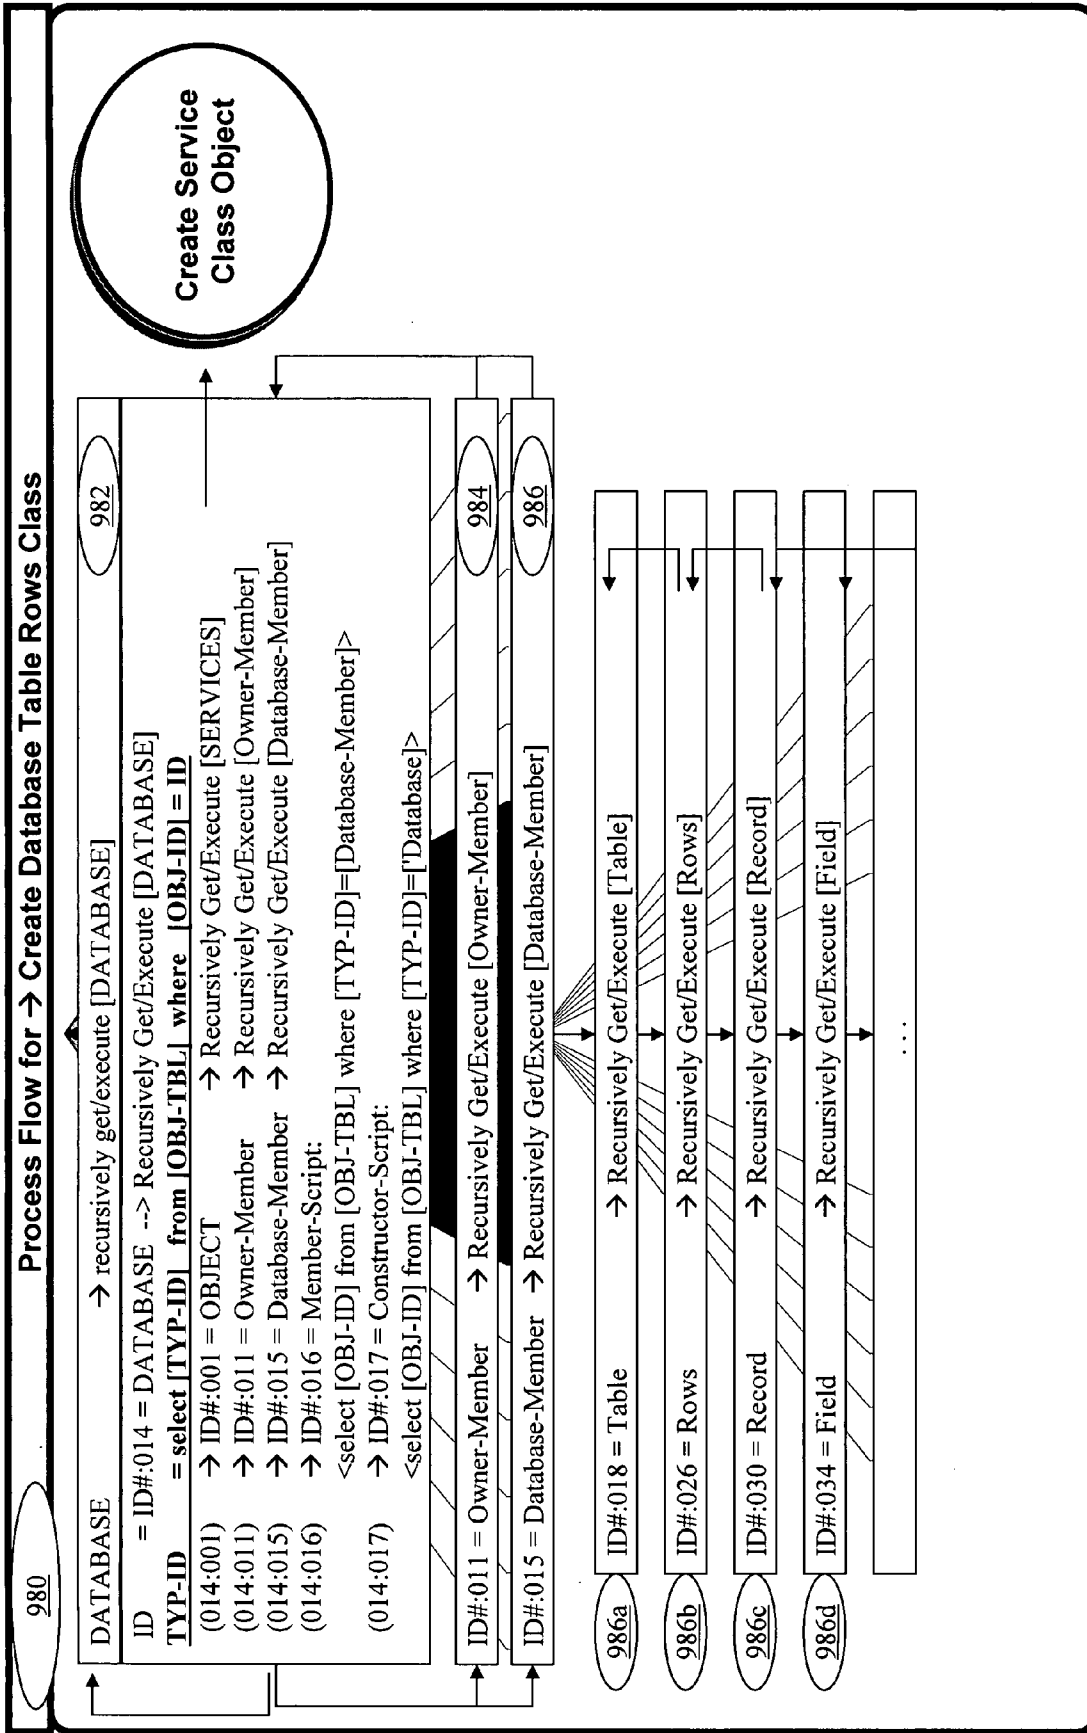 Process Flow for → Create Database Table Rows Class
980
DATABASE → recursively get/execute [DATABASE] 982
ID = ID#:014 = DATABASE --> Recursively Get/Execute [DATABASE]
TYP-ID = select [TYP-ID] from [OBJ-TBL] where [OBJ-ID] = ID
(014:001) → ID#:001 = OBJECT → Recursively Get/Execute [SERVICES]
(014:011) → ID#:011 = Owner-Member → Recursively Get/Execute [Owner-Member]
(014:015) → ID#:015 = Database-Member → Recursively Get/Execute [Database-Member]
(014:016) → ID#:016 = Member-Script:
<select [OBJ-ID] from [OBJ-TBL] where [TYP-ID]=[Database-Member]>
(014:017) → ID#:017 = Constructor-Script:
<select [OBJ-ID] from [OBJ-TBL] where [TYP-ID]=['Database]>
Create Service
Class Object
ID#:011 = Owner-Member → Recursively Get/Execute [Owner-Member] 984
ID#:015 = Database-Member → Recursively Get/Execute [Database-Member] 986
986a ID#:018 = Table → Recursively Get/Execute [Table]
986b ID#:026 = Rows → Recursively Get/Execute [Rows]
986c ID#:030 = Record → Recursively Get/Execute [Record]
986d ID#:034 = Field → Recursively Get/Execute [Field]
...